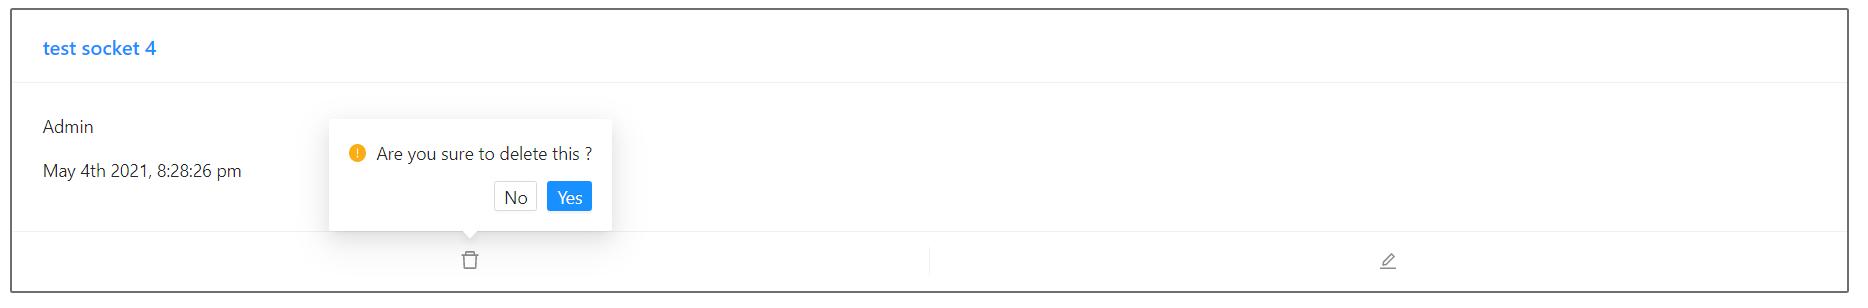 test socket 4
Admin
May 4th 2021, 8:28:26 pm
Are you sure to delete this ?
No Yes